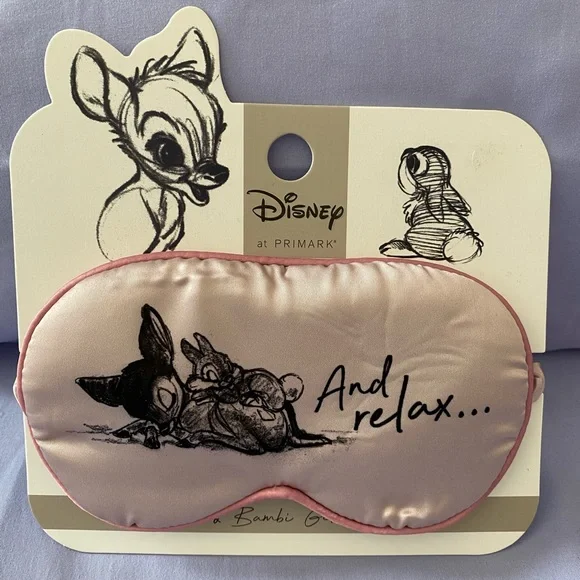 Disney
at PRIMARK®
And
relax...
a Bambi